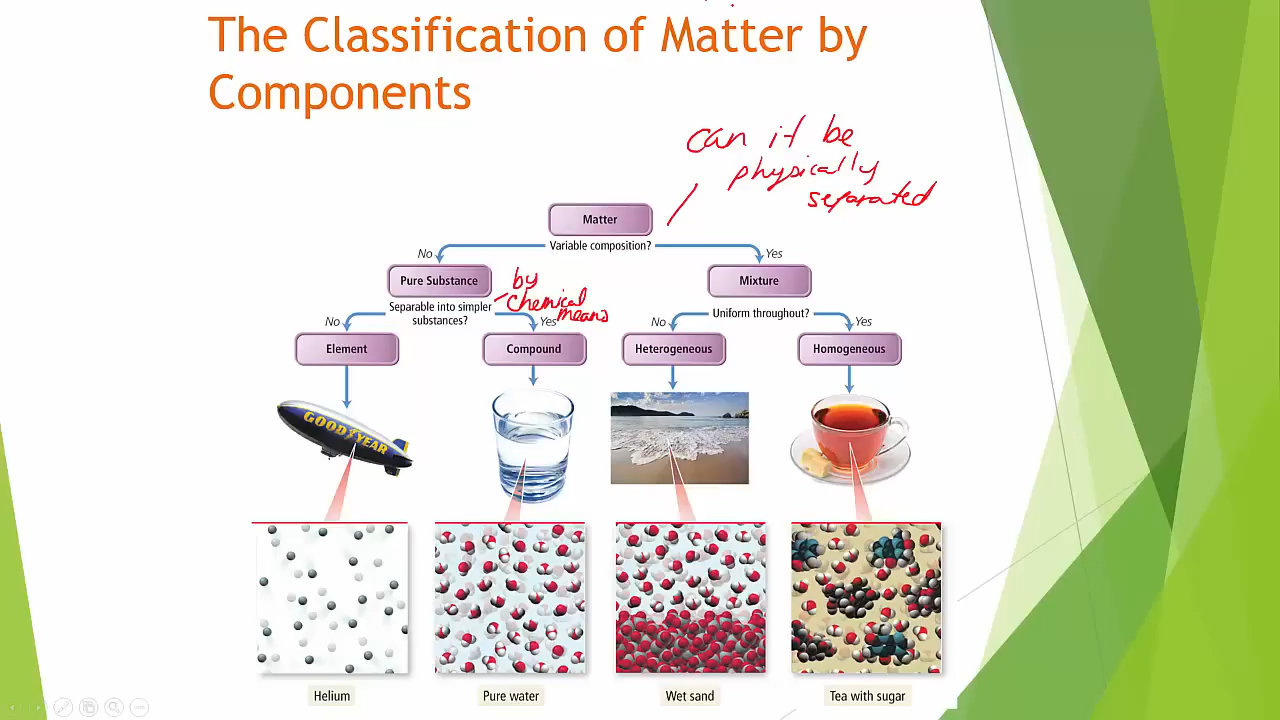 The Classification of Matter by
Components
can it be
physically
separated
Matter
Variable composition?
No
Yes
Pure Substance
Mixture
by
chemical
means
Separable into simpler
substances?
Uniform throughout?
No
Yes
No
Yes
Element
Compound
Heterogeneous
Homogeneous
GOODYEAR
Helium
Pure water
Wet sand
Tea with sugar